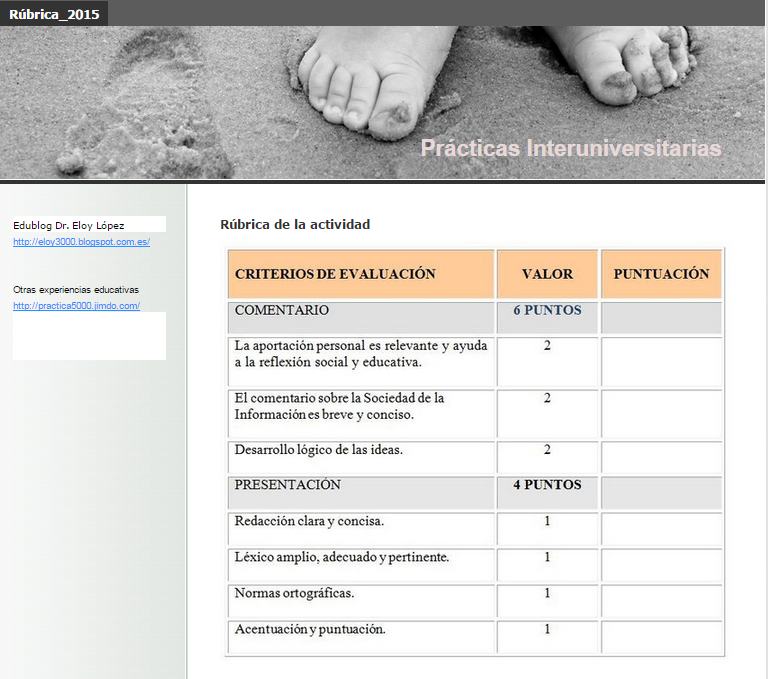 Rúbrica_2015
Prácticas Interuniversitarias
Edublog Dr. Eloy López
http://eloy3000.blogspot.com.es/
Otras experiencias educativas
http://practica5000.jimdo.com/
Rúbrica de la actividad
CRITERIOS DE EVALUACIÓN VALOR PUNTUACIÓN
COMENTARIO 6 PUNTOS
La aportación personal es relevante y ayuda 2
a la reflexión social y educativa.
El comentario sobre la Sociedad de la 2
Información es breve y conciso.
Desarrollo lógico de las ideas. 2
PRESENTACIÓN 4 PUNTOS
Redacción clara y concisa. 1
Léxico amplio, adecuado y pertinente. 1
Normas ortográficas. 1
Acentuación y puntuación. 1